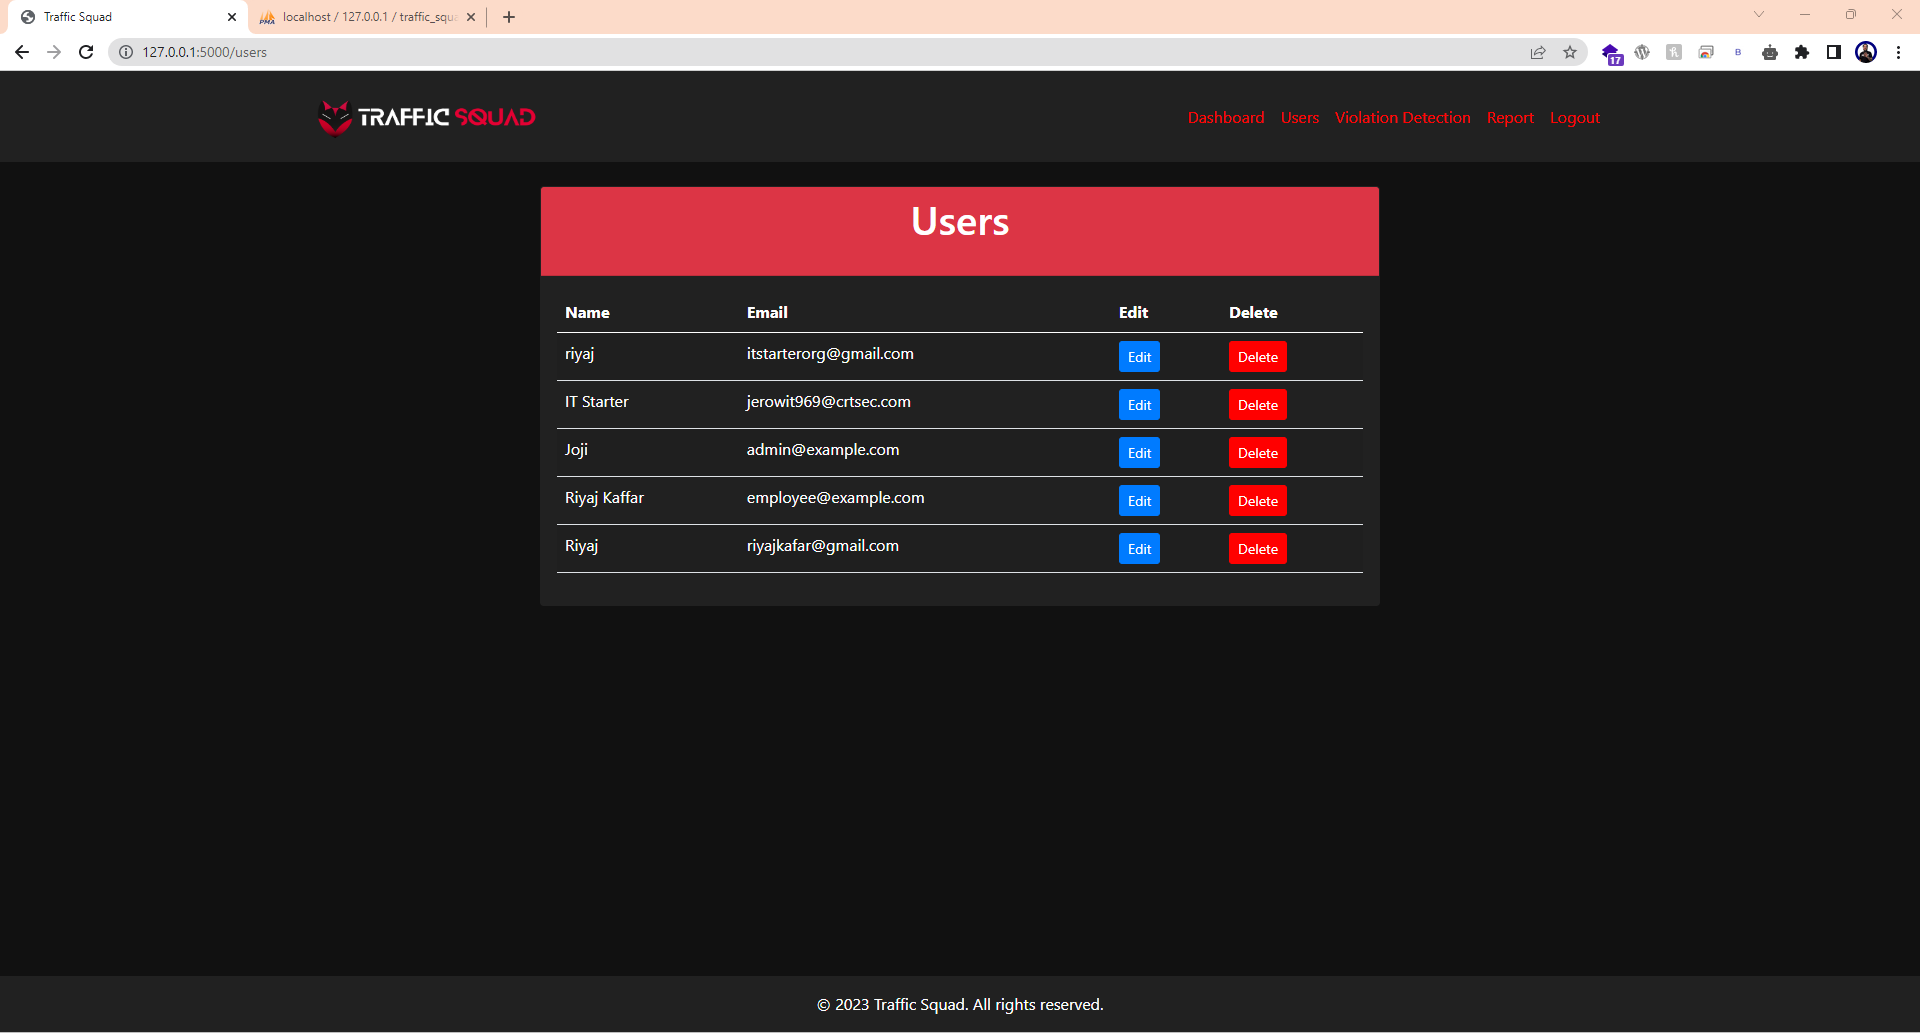 Traffic Squad
PMA localhost / 127.0.0.1 / traffic_squa
127.0.0.1:5000/users
17
B
TRAFFIC SQUAD
Dashboard Users Violation Detection Report Logout
Users
Name Email Edit Delete
riyaj itstarterorg@gmail.com Edit Delete
IT Starter jerowit969@crtsec.com Edit Delete
Joji admin@example.com Edit Delete
Riyaj Kaffar employee@example.com Edit Delete
Riyaj riyajkafar@gmail.com Edit Delete
© 2023 Traffic Squad. All rights reserved.